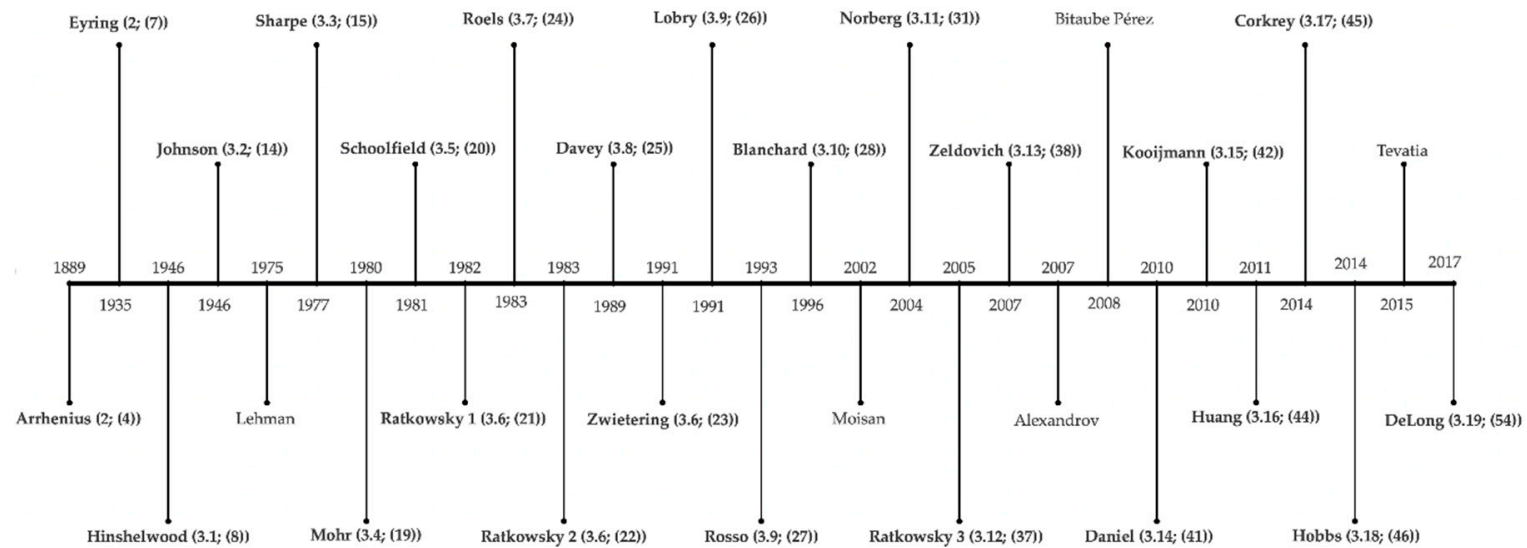 Eyring (2; (7))
Sharpe (3.3; (15))
Roels (3.7; (24))
Lobry (3.9; (26))
Norberg (3.11; (31))
Bitaube Pérez
Corkrey (3.17; (45))
Johnson (3.2; (14))
Schoolfield (3.5; (20))
Davey (3.8; (25))
Blanchard (3.10; (28))
Zeldovich (3.13; (38))
Kooijmann (3.15; (42))
Tevatia
1889
1946
1975
1980
1982
1983
1991
1993
2002
2005
2007
2010
2011
2014
2017
1935
1946
1977
1981
1983
1989
1991
1996
2004
2007
2008
2010
2014
2015
Arrhenius (2; (4))
Lehman
Ratkowsky 1 (3.6; (21))
Zwietering (3.6; (23))
Moisan
Alexandrov
Huang (3.16; (44))
DeLong (3.19; (54))
Hinshelwood (3.1; (8))
Mohr (3.4; (19))
Ratkowsky 2 (3.6; (22))
Rosso (3.9; (27))
Ratkowsky 3 (3.12; (37))
Daniel (3.14; (41))
Hobbs (3.18; (46))